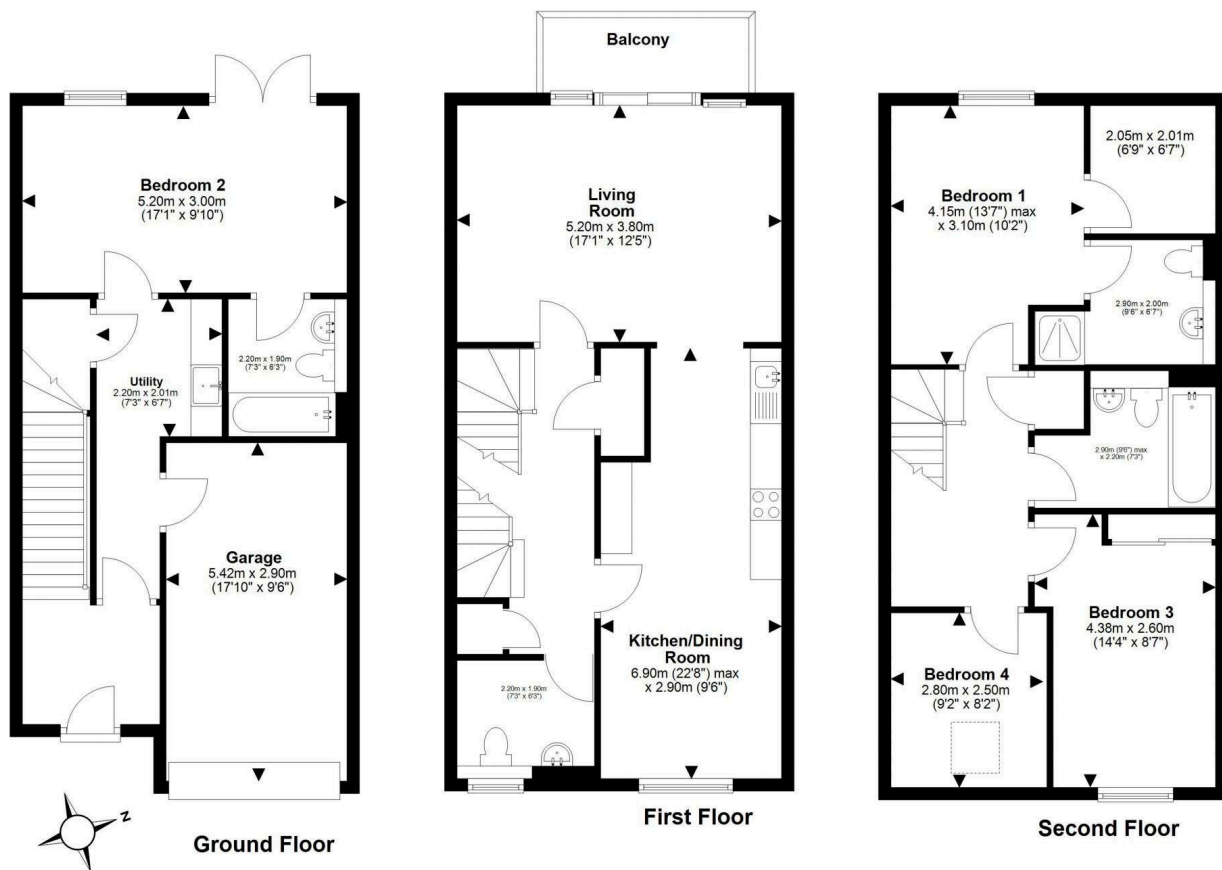 Bedroom 2
5.20m x 3.00m
(17'1" x 9'10")
Utility
2.20m x 2.01m
(7'3" x 6'7")
2.20m x 1.90m
(7'3" x 6'3")
Garage
5.42m x 2.90m
(17'10" x 9'6")
N
Ground Floor
Balcony
Living
Room
5.20m x 3.80m
(17'1" x 12'5")
Kitchen/Dining
Room
6.90m (22'8") max
x 2.90m (9'6")
2.20m x 1.90m
(7'3" x 6'3")
First Floor
Bedroom 1
4.15m (13'7") max
x 3.10m (10'2")
2.05m x 2.01m
(6'9" x 6'7")
2.90m x 2.00m
(9'6" x 6'7")
2.90m (9'6") max
x 2.20m (7'3")
Bedroom 3
4.38m x 2.60m
(14'4" x 8'7")
Bedroom 4
2.80m x 2.50m
(9'2" x 8'2")
Second Floor